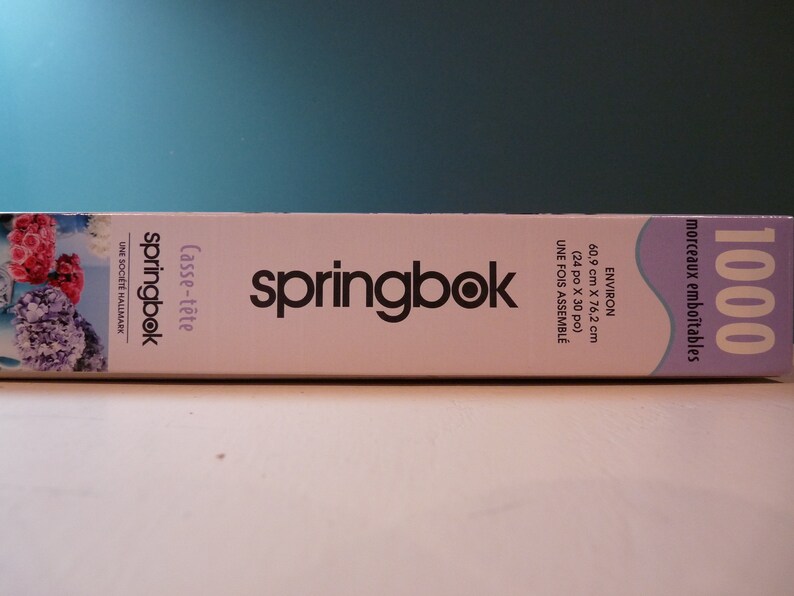 springbok
UNE SOCIÉTÉ HALLMARK
Casse-tête
springbok
ENVIRON
60,9 cm X 76,2 cm
(24 po X 30 po)
UNE FOIS ASSEMBLÉ
1000
morceaux emboîtables